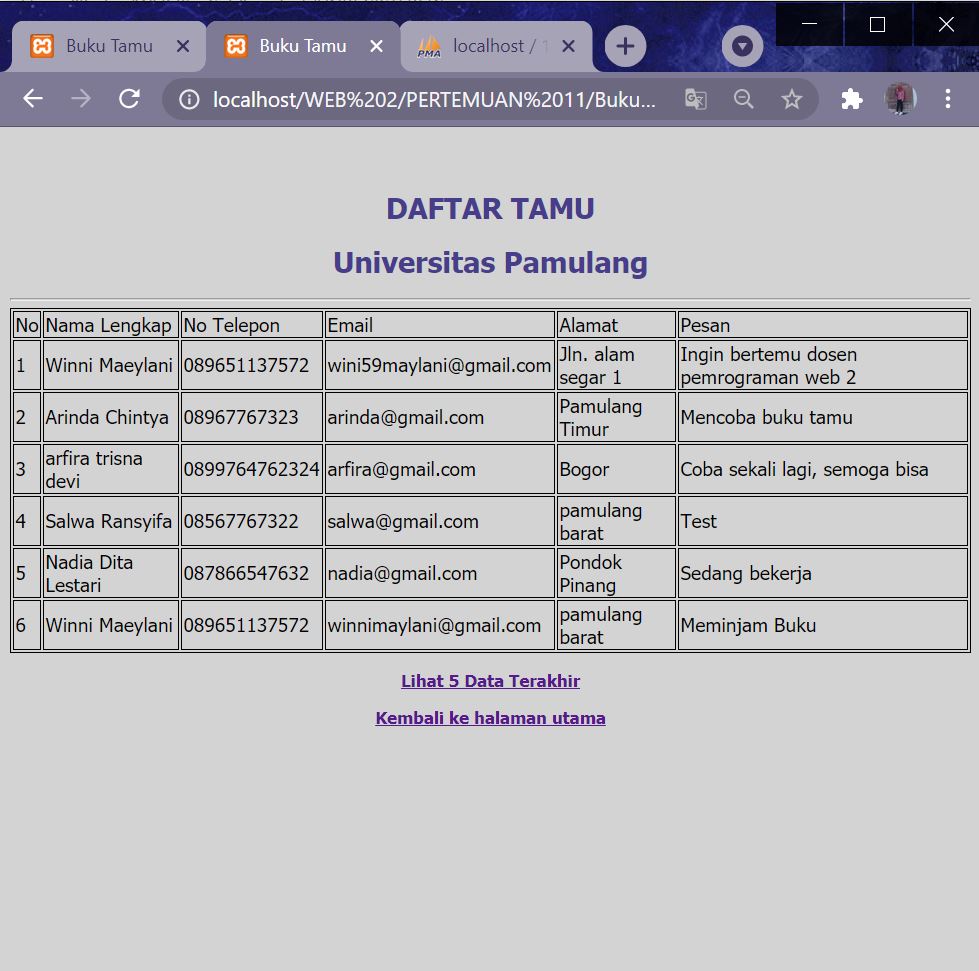 Buku Tamu
Buku Tamu
PMA localhost /
localhost/WEB%202/PERTEMUAN%2011/Buku...
DAFTAR TAMU
Universitas Pamulang
No Nama Lengkap No Telepon Email Alamat Pesan
1 Winni Maeylani 089651137572 wini59maylani@gmail.com Jln. alam segar 1 Ingin bertemu dosen pemrograman web 2
2 Arinda Chintya 08967767323 arinda@gmail.com Pamulang Timur Mencoba buku tamu
3 arfira trisna devi 0899764762324 arfira@gmail.com Bogor Coba sekali lagi, semoga bisa
4 Salwa Ransyifa 08567767322 salwa@gmail.com pamulang barat Test
5 Nadia Dita Lestari 087866547632 nadia@gmail.com Pondok Pinang Sedang bekerja
6 Winni Maeylani 089651137572 winnimaylani@gmail.com pamulang barat Meminjam Buku
Lihat 5 Data Terakhir
Kembali ke halaman utama